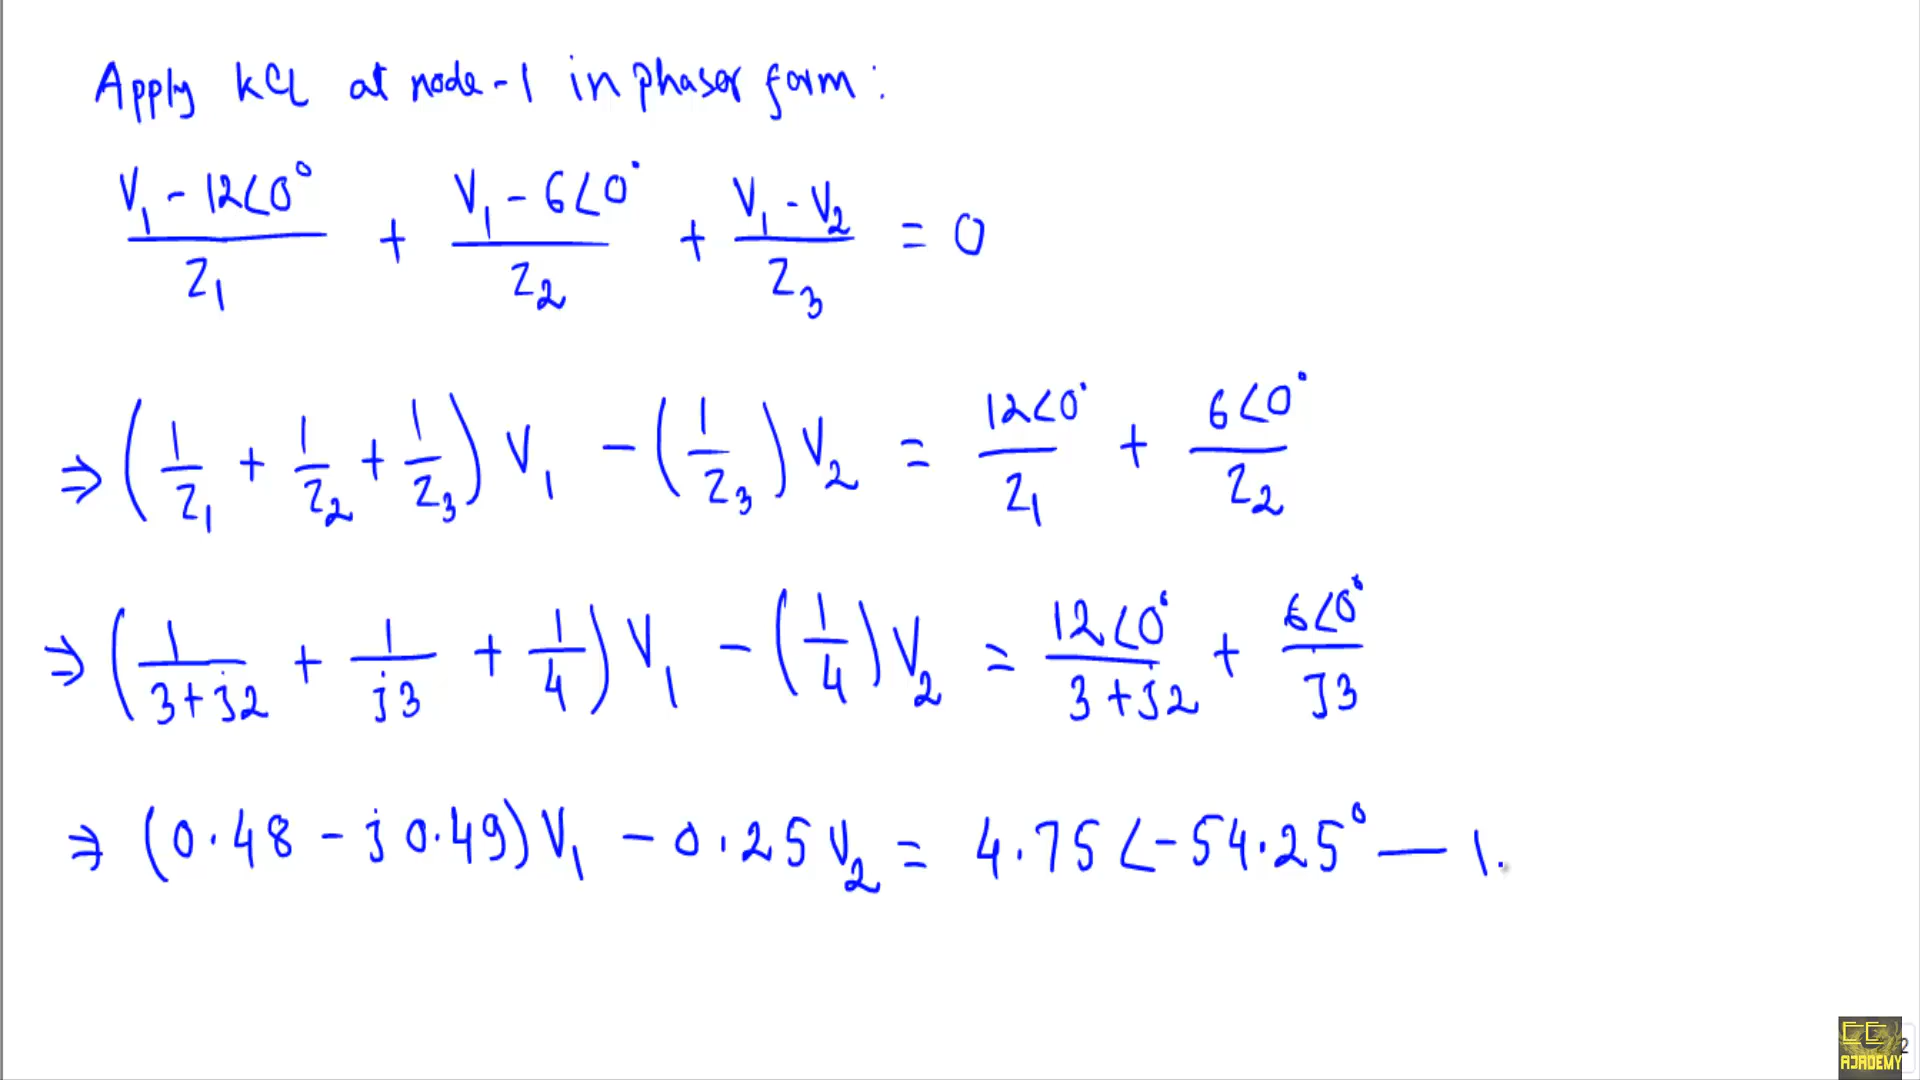 Apply KCL at node-1 in phasor form:
(V₁ - 12∠0°)/Z₁ + (V₁ - 6∠0°)/Z₂ + (V₁ - V₂)/Z₃ = 0
⇒ (1/Z₁ + 1/Z₂ + 1/Z₃) V₁ - (1/Z₃) V₂ = 12∠0°/Z₁ + 6∠0°/Z₂
⇒ (1/(3+j2) + 1/j3 + 1/4) V₁ - (1/4) V₂ = 12∠0°/(3+j2) + 6∠0°/J3
⇒ (0.48 - j0.49) V₁ - 0.25 V₂ = 4.75∠-54.25° — 1.
EE
AJADEMY
2